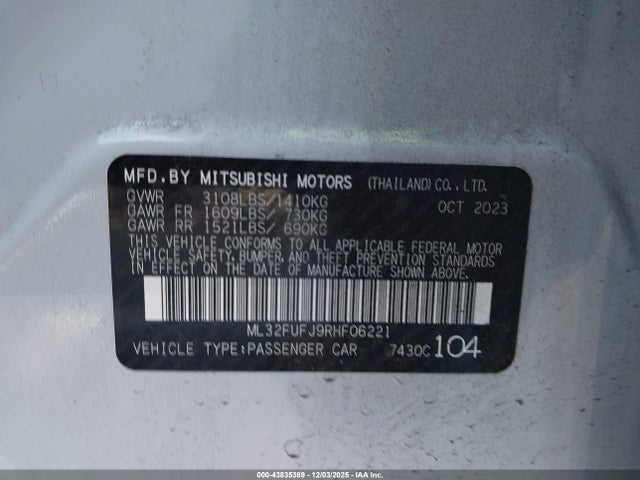 MFD. BY MITSUBISHI MOTORS (THAILAND) CO., LTD.
GVWR 3108LBS/1410KG OCT 2023
GAWR FR 1609LBS/ 730KG
GAWR RR 1521LBS/ 690KG
THIS VEHICLE CONFORMS TO ALL APPLICABLE FEDERAL MOTOR
VEHICLE SAFETY, BUMPER, AND THEFT PREVENTION STANDARDS
IN EFFECT ON THE DATE OF MANUFACTURE SHOWN ABOVE.
ML32FUFJ9RHF06221
VEHICLE TYPE:PASSENGER CAR 7430C 104
000-43835389 - 12/03/2025 - IAAI.COM